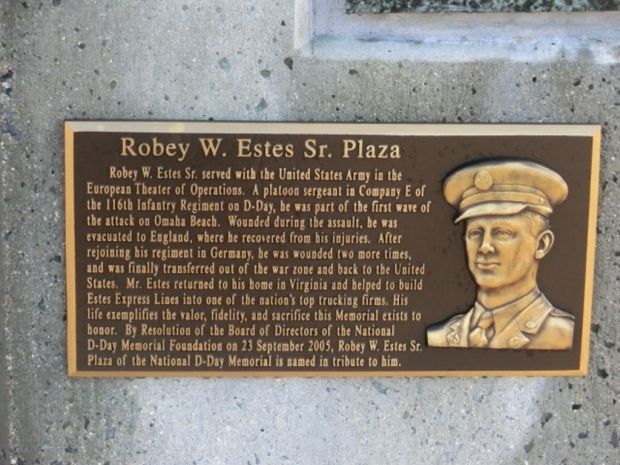 Robey W. Estes Sr. Plaza
Robey W. Estes Sr. served with the United States Army in the
European Theater of Operations. A platoon sergeant in Company E of
the 116th Infantry Regiment on D-Day, he was part of the first wave of
the attack on Omaha Beach. Wounded during the assault, he was
evacuated to England, where he recovered from his injuries. After
rejoining his regiment in Germany, he was wounded two more times,
and was finally transferred out of the war zone and back to the United
States. Mr. Estes returned to his home in Virginia and helped to build
Estes Express Lines into one of the nation's top trucking firms. His
life exemplifies the valor, fidelity, and sacrifice this Memorial exists to
honor. By Resolution of the Board of Directors of the National
D-Day Memorial Foundation on 23 September 2005, Robey W. Estes Sr.
Plaza of the National D-Day Memorial is named in tribute to him.